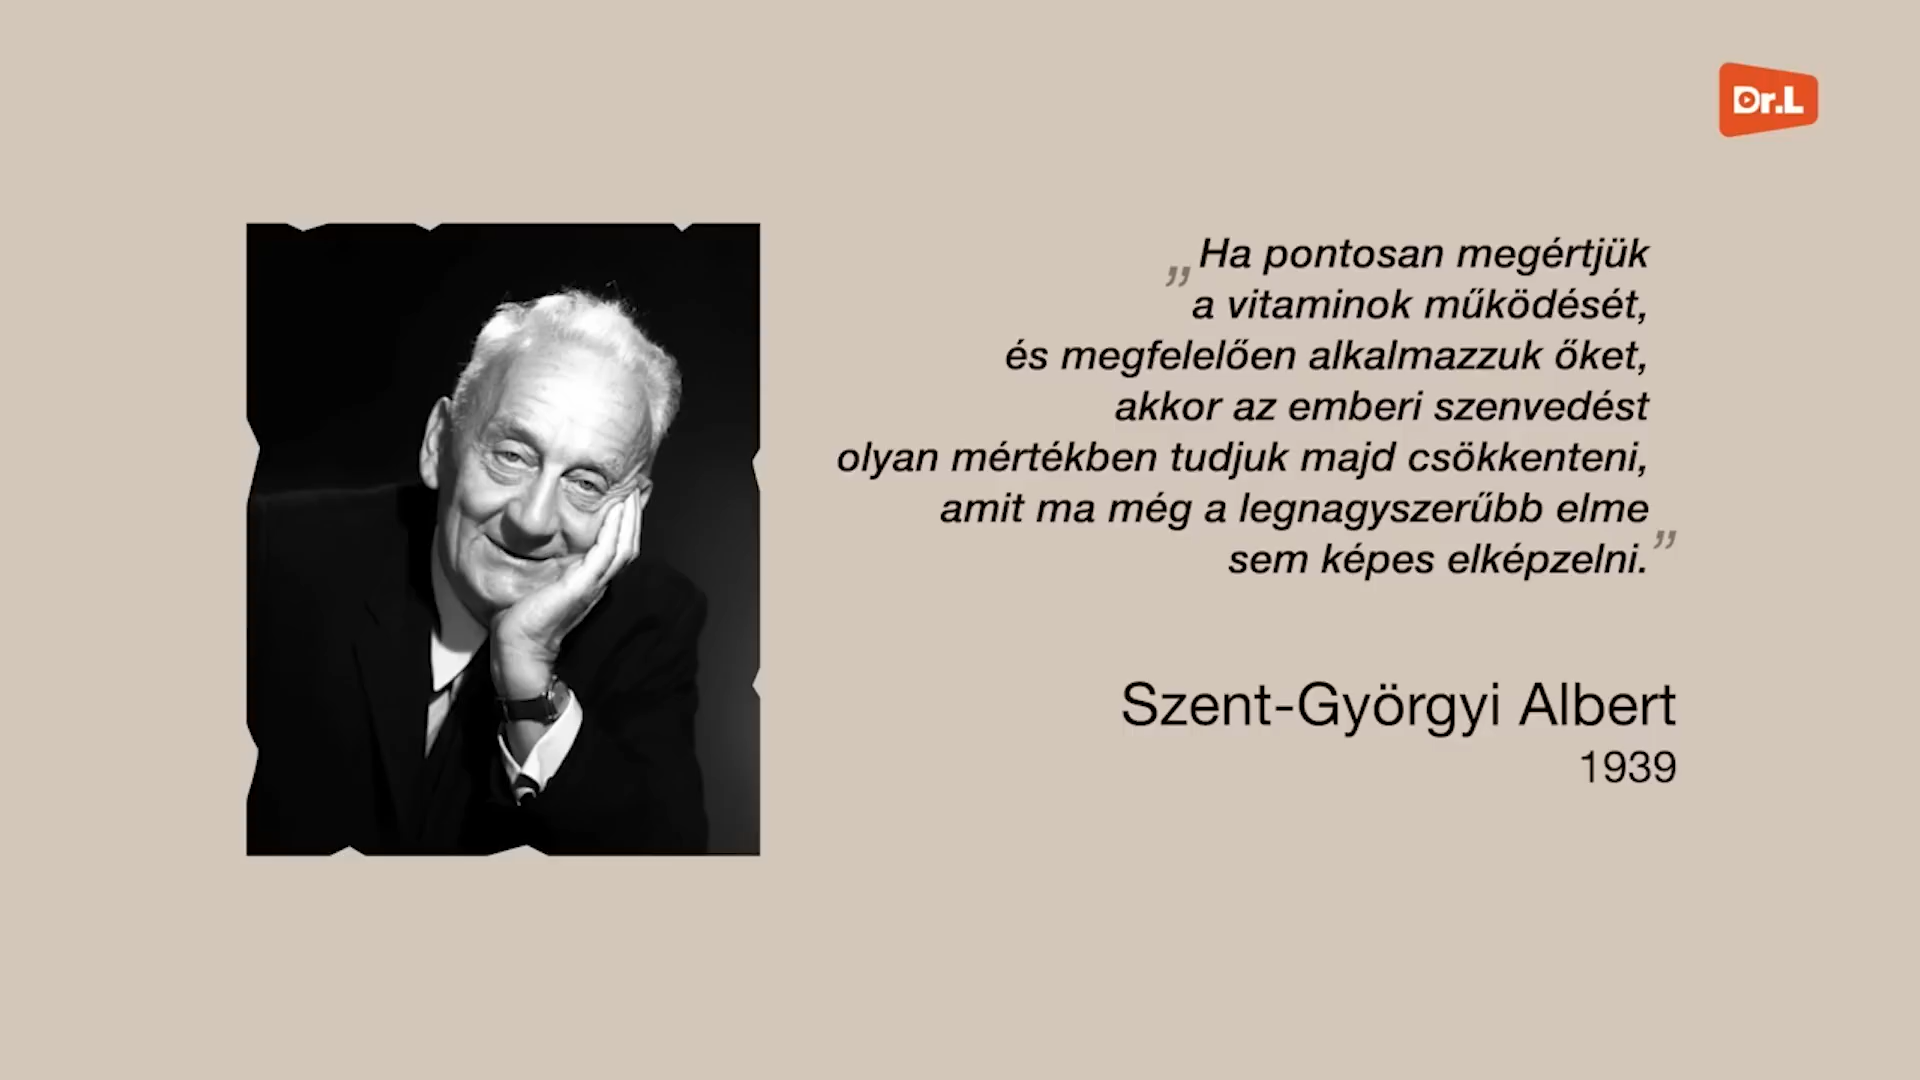 Dr.L
„Ha pontosan megértjük
a vitaminok működését,
és megfelelően alkalmazzuk őket,
akkor az emberi szenvedést
olyan mértékben tudjuk majd csökkenteni,
amit ma még a legnagyszerűbb elme
sem képes elképzelni.”
Szent-Györgyi Albert
1939